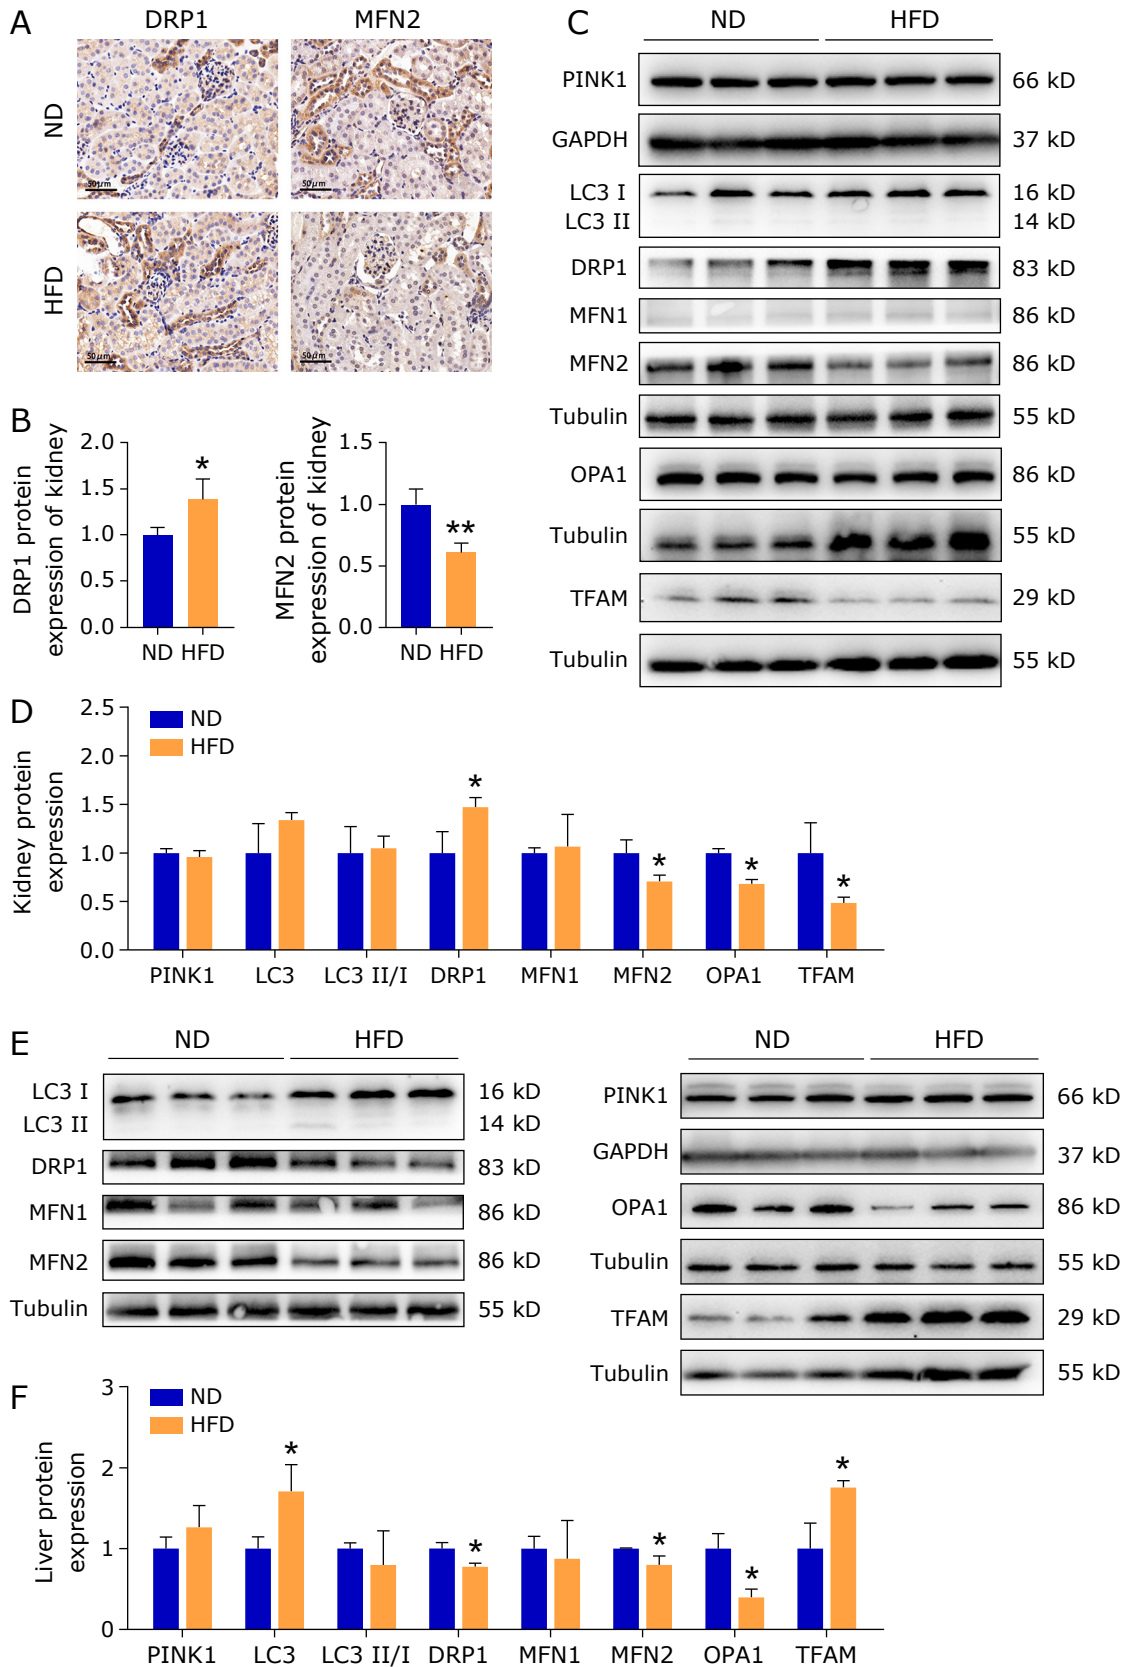 A
DRP1
MFN2
ND
HFD
50 μm
50 μm
50 μm
50 μm
B
DRP1 protein
expression of kidney
2.0
1.5
1.0
0.5
0.0
*
ND HFD
MFN2 protein
expression of kidney
1.5
1.0
0.5
0.0
**
ND HFD
C
ND
HFD
PINK1
66 kD
GAPDH
37 kD
LC3 I
16 kD
LC3 II
14 kD
DRP1
83 kD
MFN1
86 kD
MFN2
86 kD
Tubulin
55 kD
OPA1
86 kD
Tubulin
55 kD
TFAM
29 kD
Tubulin
55 kD
D
Kidney protein
expression
2.5
2.0
1.5
1.0
0.5
0.0
ND
HFD
*
*
*
*
PINK1 LC3 LC3 II/I DRP1 MFN1 MFN2 OPA1 TFAM
E
ND
HFD
LC3 I
16 kD
LC3 II
14 kD
DRP1
83 kD
MFN1
86 kD
MFN2
86 kD
Tubulin
55 kD
ND
HFD
PINK1
66 kD
GAPDH
37 kD
OPA1
86 kD
Tubulin
55 kD
TFAM
29 kD
Tubulin
55 kD
F
Liver protein
expression
3
2
1
0
ND
HFD
*
*
*
*
*
PINK1 LC3 LC3 II/I DRP1 MFN1 MFN2 OPA1 TFAM